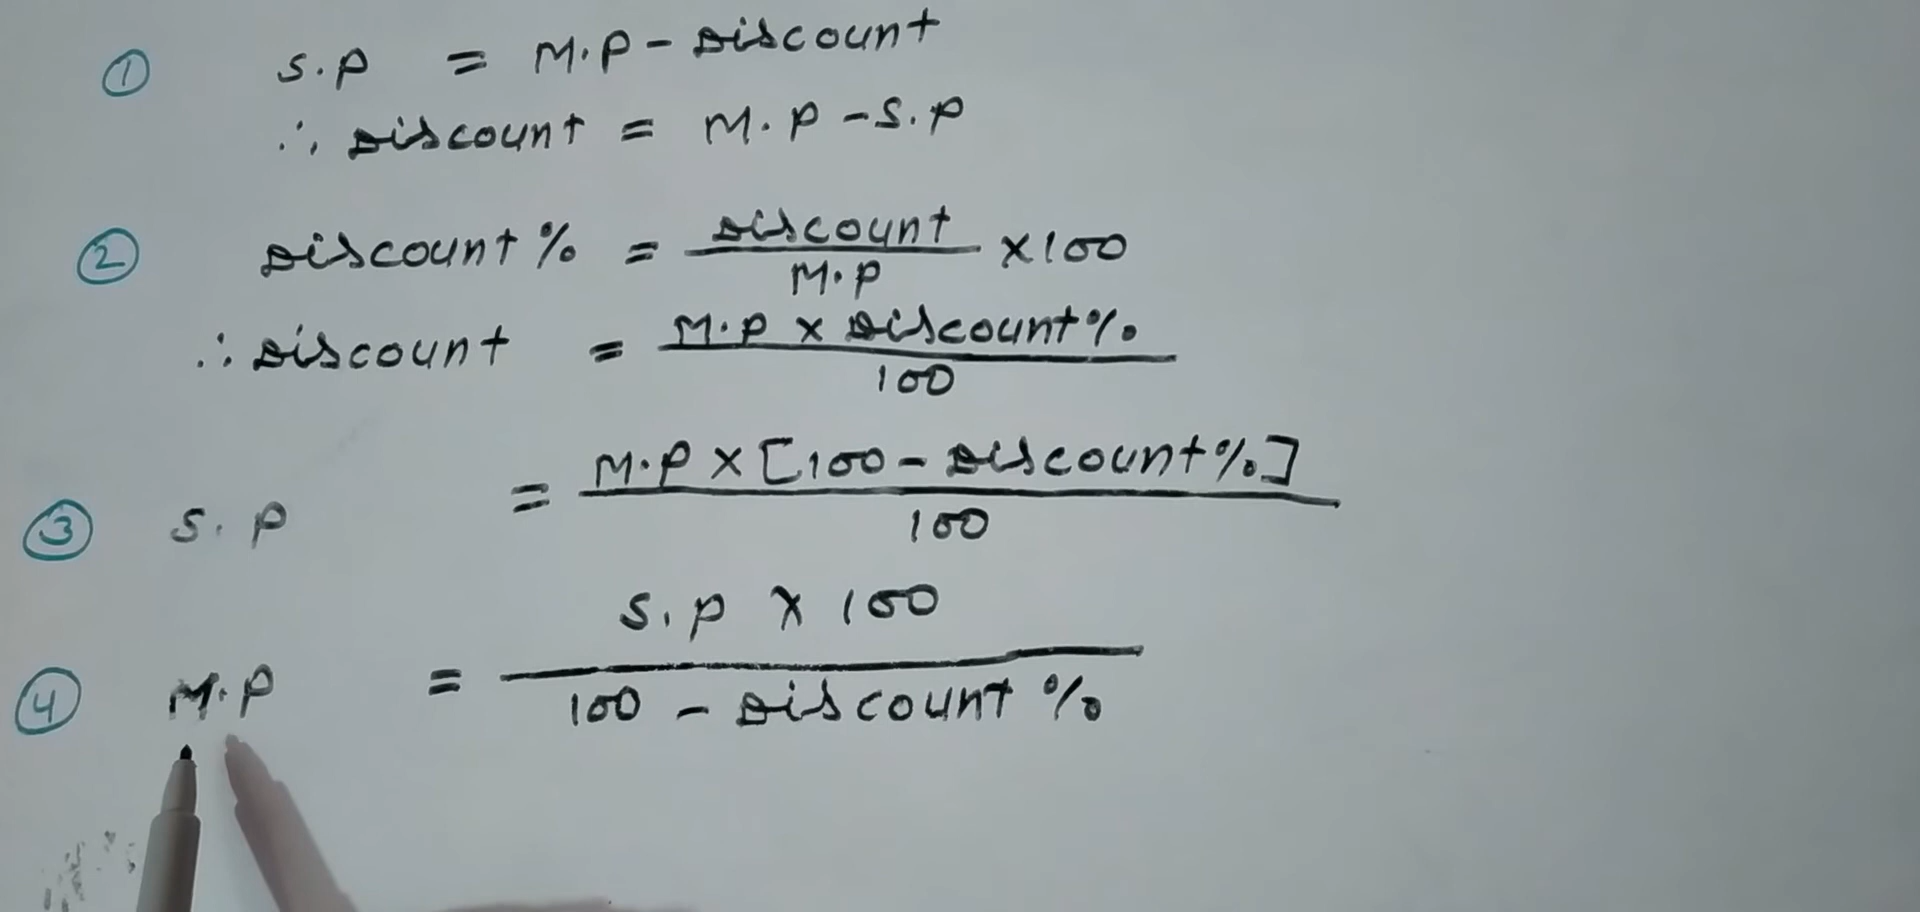 ① S.P = M.P - Discount
∴ Discount = M.P - S.P
② Discount % = Discount / M.P × 100
∴ Discount = M.P × Discount % / 100
③ S.P = M.P × [100 - Discount %] / 100
④ M.P = S.P × 100 / 100 - Discount %